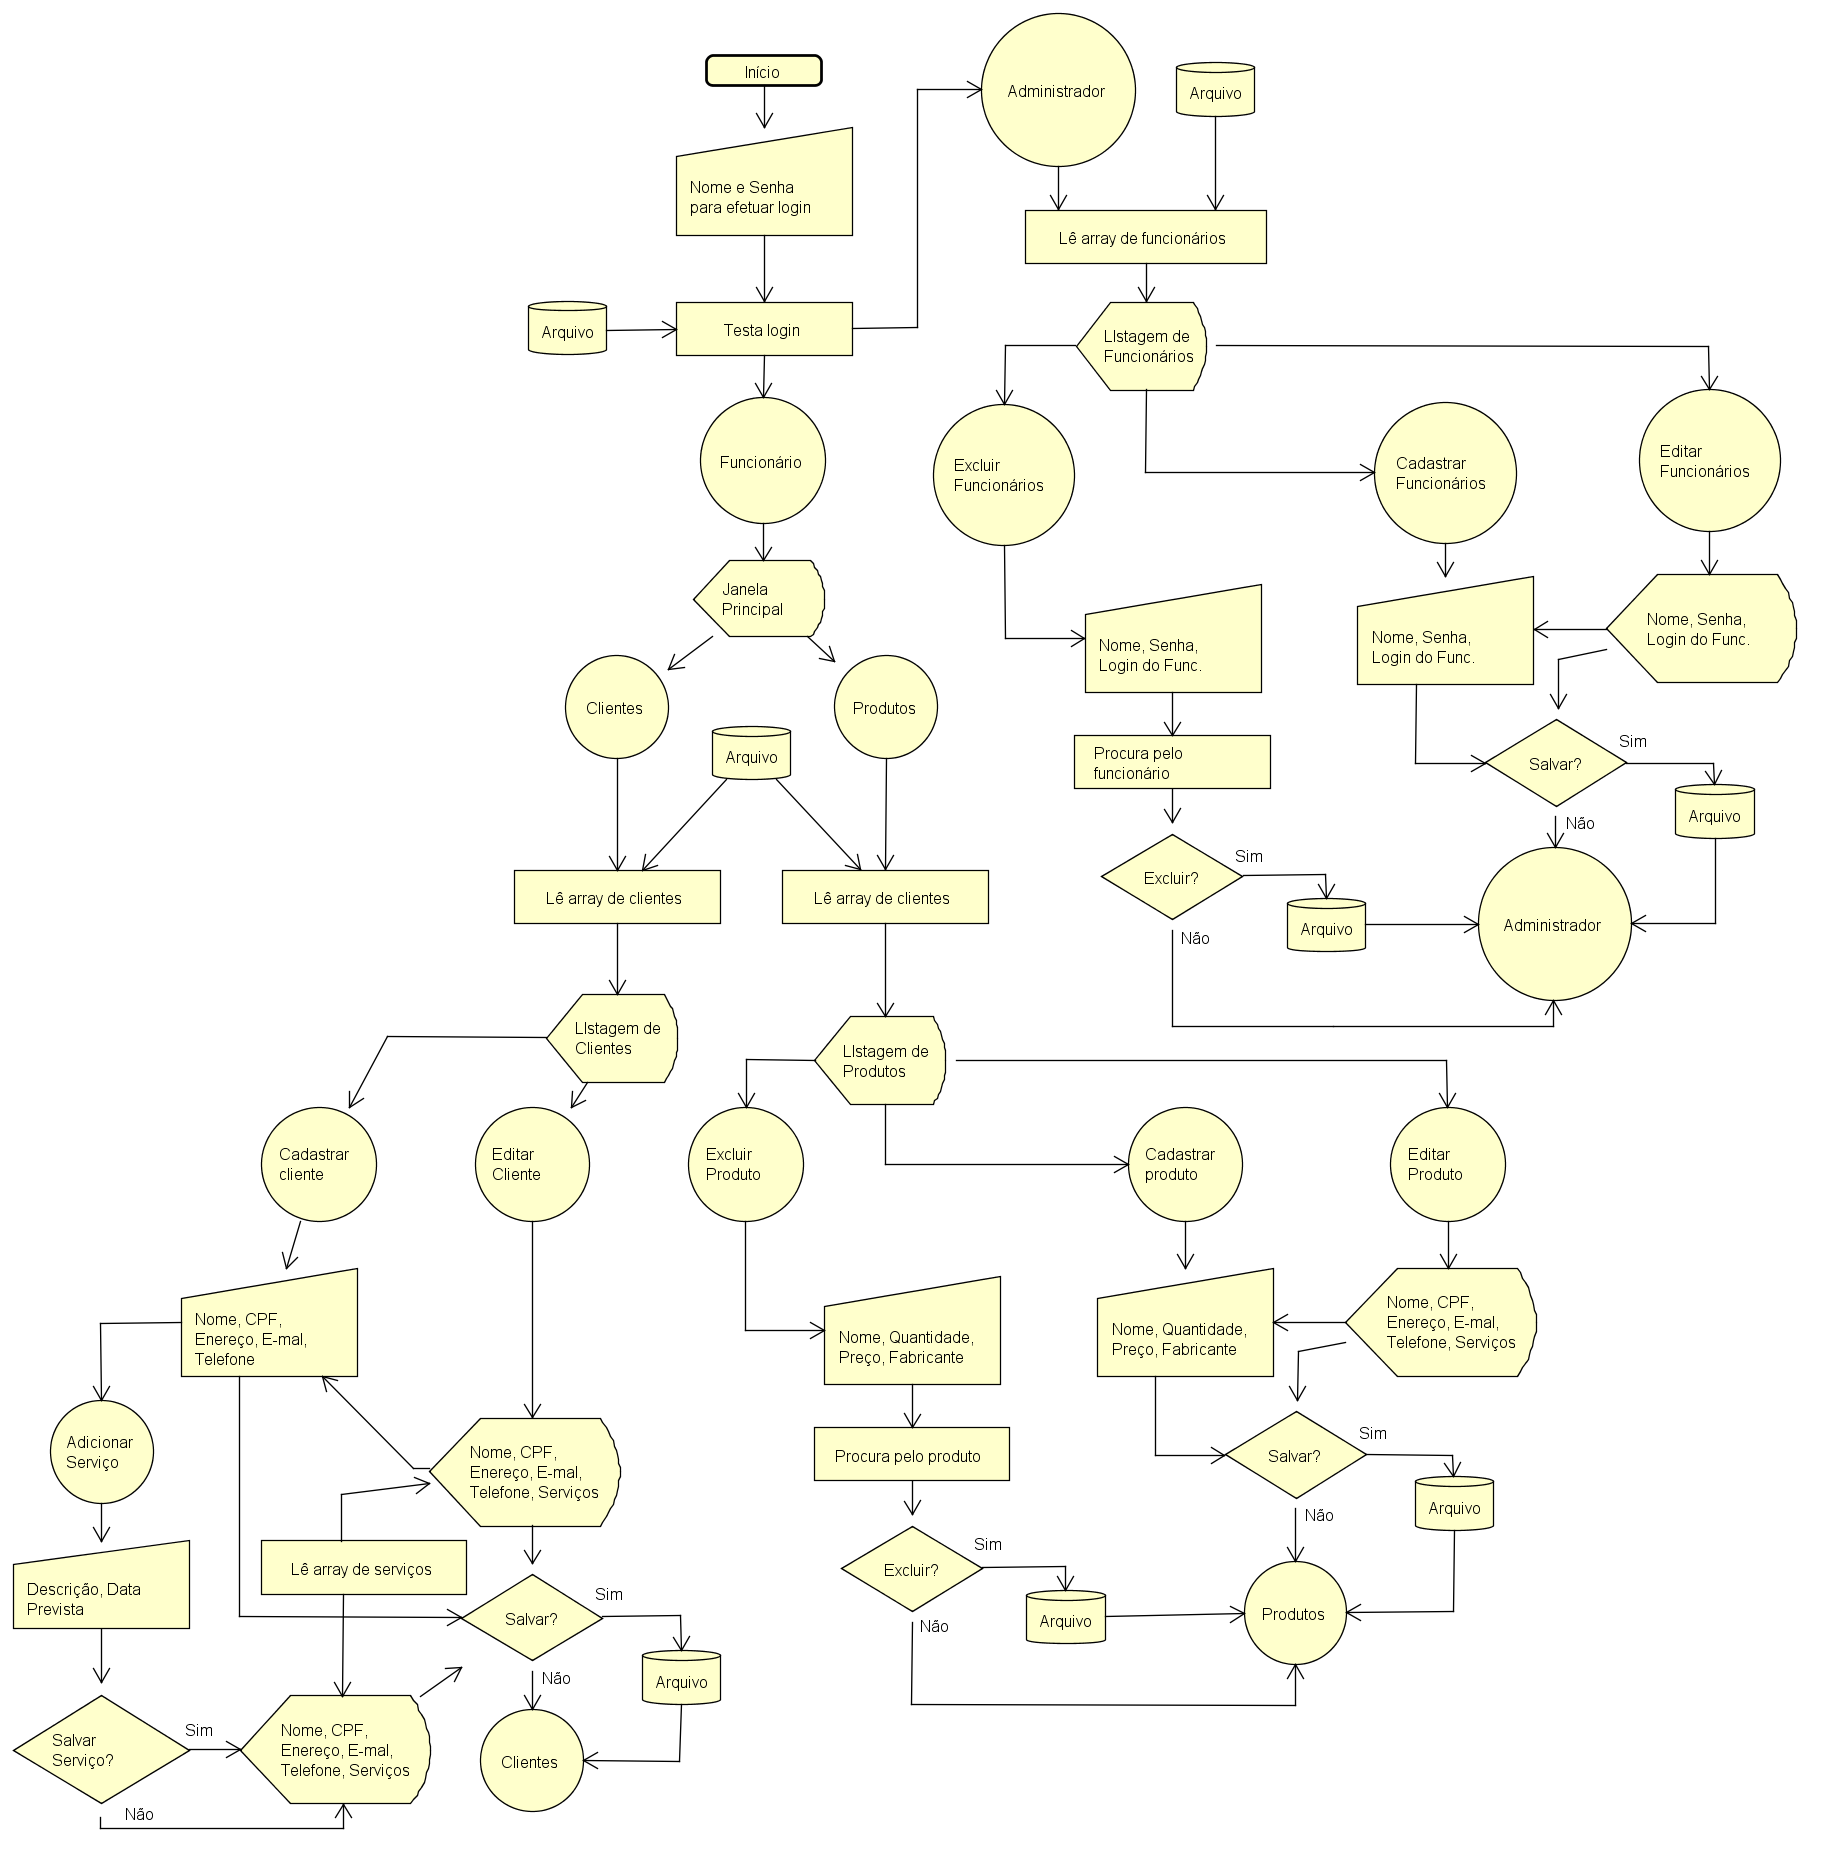 Início
Administrador
Arquivo
Nome e Senha
para efetuar login
Lê array de funcionários
Arquivo
Testa login
LIstagem de
Funcionários
Funcionário
Excluir
Funcionários
Cadastrar
Funcionários
Editar
Funcionários
Janela
Principal
Nome, Senha,
Login do Func.
Nome, Senha,
Login do Func.
Nome, Senha,
Login do Func.
Clientes
Produtos
Arquivo
Procura pelo
funcionário
Salvar?
Sim
Arquivo
Não
Excluir?
Sim
Arquivo
Não
Administrador
Lê array de clientes
Lê array de clientes
LIstagem de
Clientes
LIstagem de
Produtos
Cadastrar
cliente
Editar
Cliente
Excluir
Produto
Cadastrar
produto
Editar
Produto
Nome, CPF,
Enereço, E-mal,
Telefone
Nome, Quantidade,
Preço, Fabricante
Nome, Quantidade,
Preço, Fabricante
Nome, CPF,
Enereço, E-mal,
Telefone, Serviços
Adicionar
Serviço
Nome, CPF,
Enereço, E-mal,
Telefone, Serviços
Procura pelo produto
Salvar?
Sim
Arquivo
Não
Descrição, Data
Prevista
Lê array de serviços
Salvar?
Sim
Arquivo
Não
Excluir?
Sim
Arquivo
Não
Produtos
Salvar
Serviço?
Sim
Não
Nome, CPF,
Enereço, E-mal,
Telefone, Serviços
Clientes